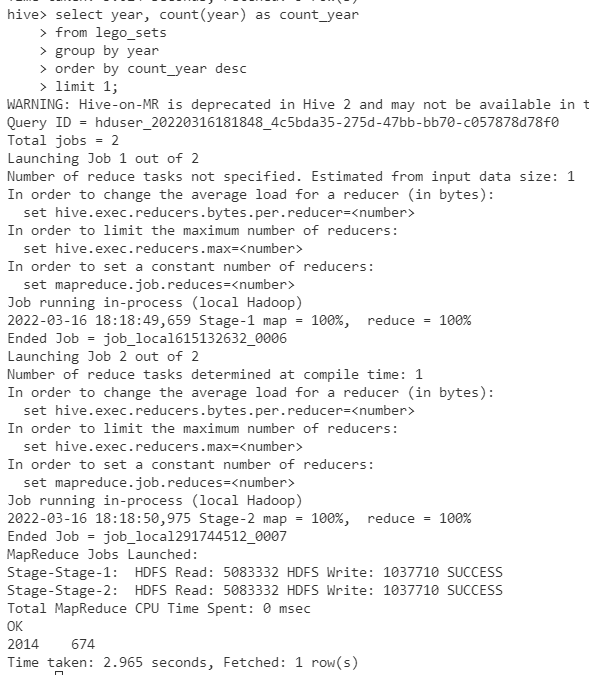 hive> select year, count(year) as count_year
    > from lego_sets
    > group by year
    > order by count_year desc
    > limit 1;
WARNING: Hive-on-MR is deprecated in Hive 2 and may not be available in t
Query ID = hduser_20220316181848_4c5bda35-275d-47bb-bb70-c057878d78f0
Total jobs = 2
Launching Job 1 out of 2
Number of reduce tasks not specified. Estimated from input data size: 1
In order to change the average load for a reducer (in bytes):
  set hive.exec.reducers.bytes.per.reducer=<number>
In order to limit the maximum number of reducers:
  set hive.exec.reducers.max=<number>
In order to set a constant number of reducers:
  set mapreduce.job.reduces=<number>
Job running in-process (local Hadoop)
2022-03-16 18:18:49,659 Stage-1 map = 100%,  reduce = 100%
Ended Job = job_local615132632_0006
Launching Job 2 out of 2
Number of reduce tasks determined at compile time: 1
In order to change the average load for a reducer (in bytes):
  set hive.exec.reducers.bytes.per.reducer=<number>
In order to limit the maximum number of reducers:
  set hive.exec.reducers.max=<number>
In order to set a constant number of reducers:
  set mapreduce.job.reduces=<number>
Job running in-process (local Hadoop)
2022-03-16 18:18:50,975 Stage-2 map = 100%,  reduce = 100%
Ended Job = job_local291744512_0007
MapReduce Jobs Launched:
Stage-Stage-1:  HDFS Read: 5083332 HDFS Write: 1037710 SUCCESS
Stage-Stage-2:  HDFS Read: 5083332 HDFS Write: 1037710 SUCCESS
Total MapReduce CPU Time Spent: 0 msec
OK
2014    674
Time taken: 2.965 seconds, Fetched: 1 row(s)